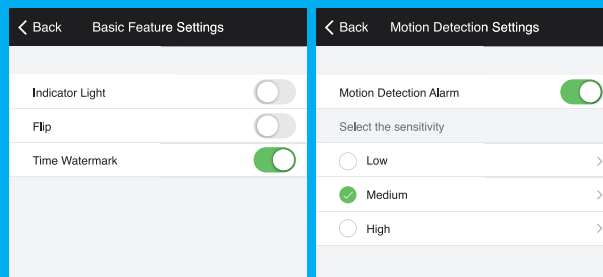 Back Basic Feature Settings
Indicator Light
Flip
Time Watermark
Back Motion Detection Settings
Motion Detection Alarm
Select the sensitivity
Low
Medium
High